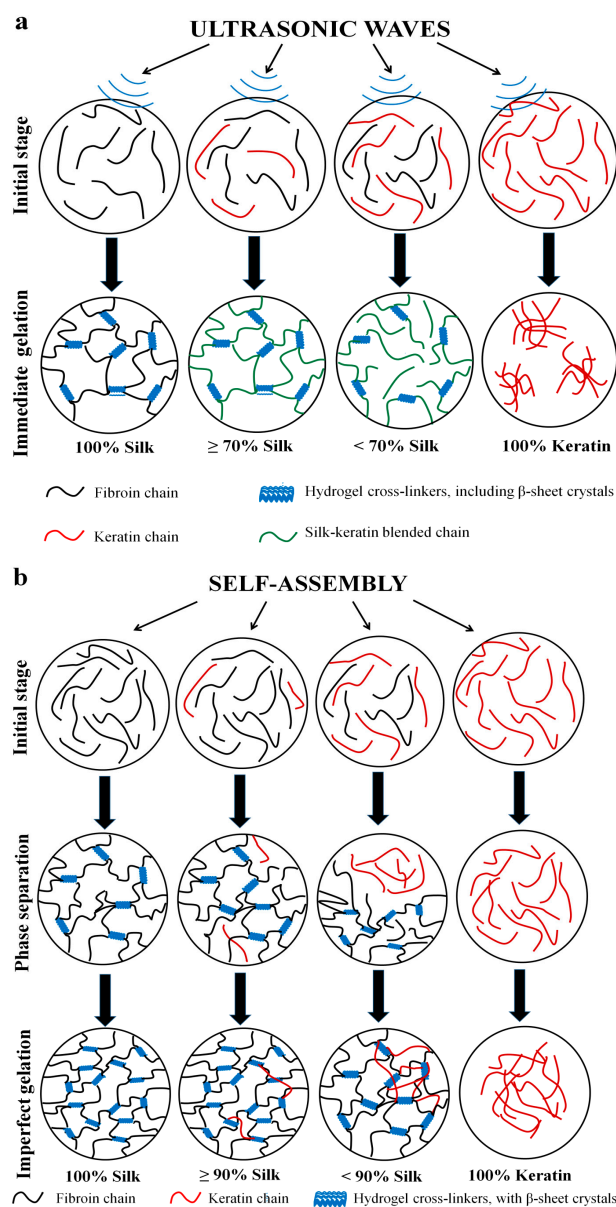 a
ULTRASONIC WAVES
Initial stage
Immediate gelation
100% Silk
≥ 70% Silk
< 70% Silk
100% Keratin
Fibroin chain
Hydrogel cross-linkers, including β-sheet crystals
Keratin chain
Silk-keratin blended chain
b
SELF-ASSEMBLY
Initial stage
Phase separation
Imperfect gelation
100% Silk
≥ 90% Silk
< 90% Silk
100% Keratin
Fibroin chain
Keratin chain
Hydrogel cross-linkers, with β-sheet crystals